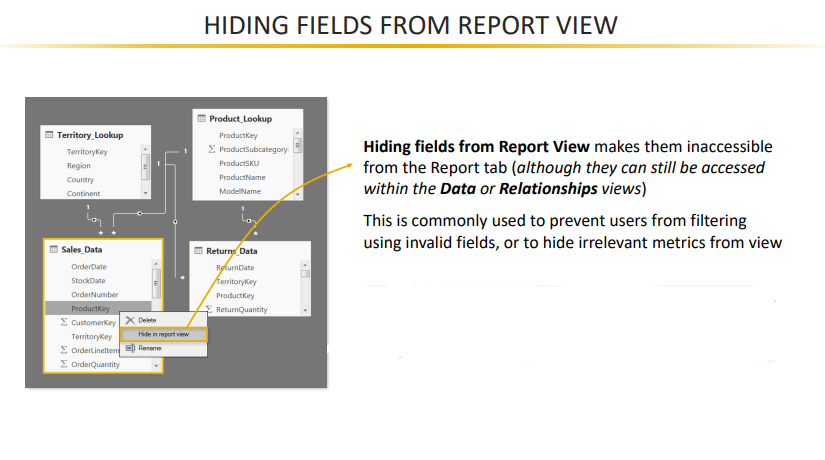 HIDING FIELDS FROM REPORT VIEW
Territory_Lookup
TerritoryKey
Region
Country
Continent
Product_Lookup
ProductKey
Σ ProductSubcategory
ProductSKU
ProductName
ModelName
1
1
1
1
*
*
*
*
Sales_Data
OrderDate
StockDate
OrderNumber
ProductKey
Σ CustomerKey
TerritoryKey
Σ OrderLineItem
Σ OrderQuantity
Returns_Data
ReturnDate
TerritoryKey
ProductKey
Σ ReturnQuantity
Delete
Hide in report view
Rename
Hiding fields from Report View makes them inaccessible
from the Report tab (although they can still be accessed
within the Data or Relationships views)
This is commonly used to prevent users from filtering
using invalid fields, or to hide irrelevant metrics from view